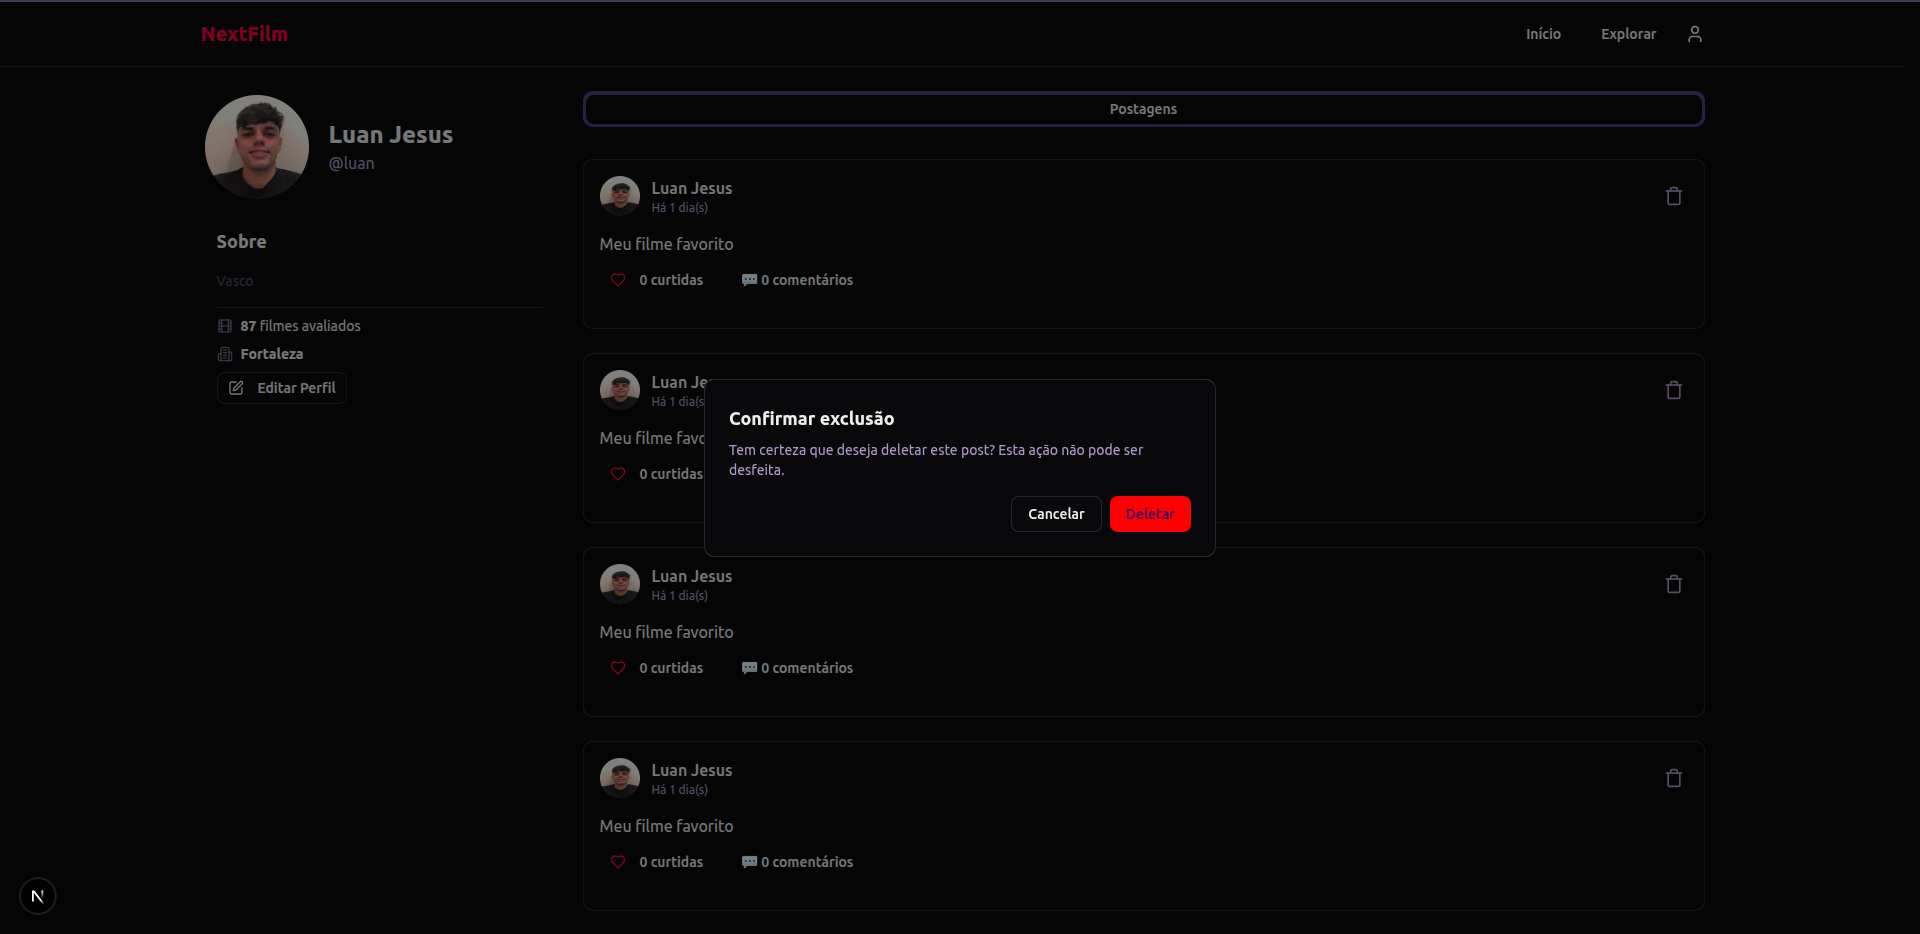 NextFilm
Início
Explorar
Luan Jesus
@luan
Sobre
Vasco
87 filmes avaliados
Fortaleza
Editar Perfil
Postagens
Luan Jesus
Há 1 dia(s)
Meu filme favorito
0 curtidas
0 comentários
Luan Je
Há 1 dia(s
Meu filme favo
0 curtidas
Confirmar exclusão
Tem certeza que deseja deletar este post? Esta ação não pode ser
desfeita.
Cancelar
Deletar
Luan Jesus
Há 1 dia(s)
Meu filme favorito
0 curtidas
0 comentários
Luan Jesus
Há 1 dia(s)
Meu filme favorito
0 curtidas
0 comentários
N